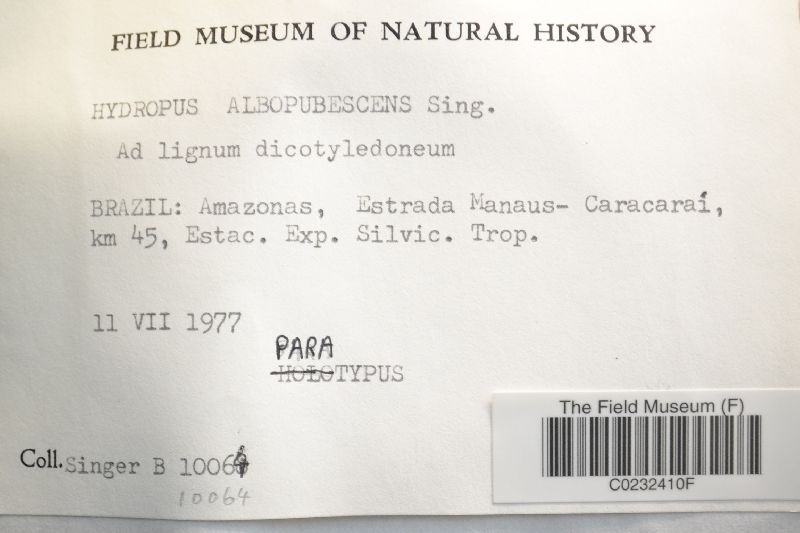 FIELD MUSEUM OF NATURAL HISTORY
HYDROPUS ALBOPUBESCENS Sing.
Ad lignum dicotyledoneum
BRAZIL: Amazonas, Estrada Manaus- Caracaraí,
km 45, Estac. Exp. Silvic. Trop.
11 VII 1977
PARA
HOLOTYPUS
The Field Museum (F)
C0232410F
Coll. Singer B 10064
10064